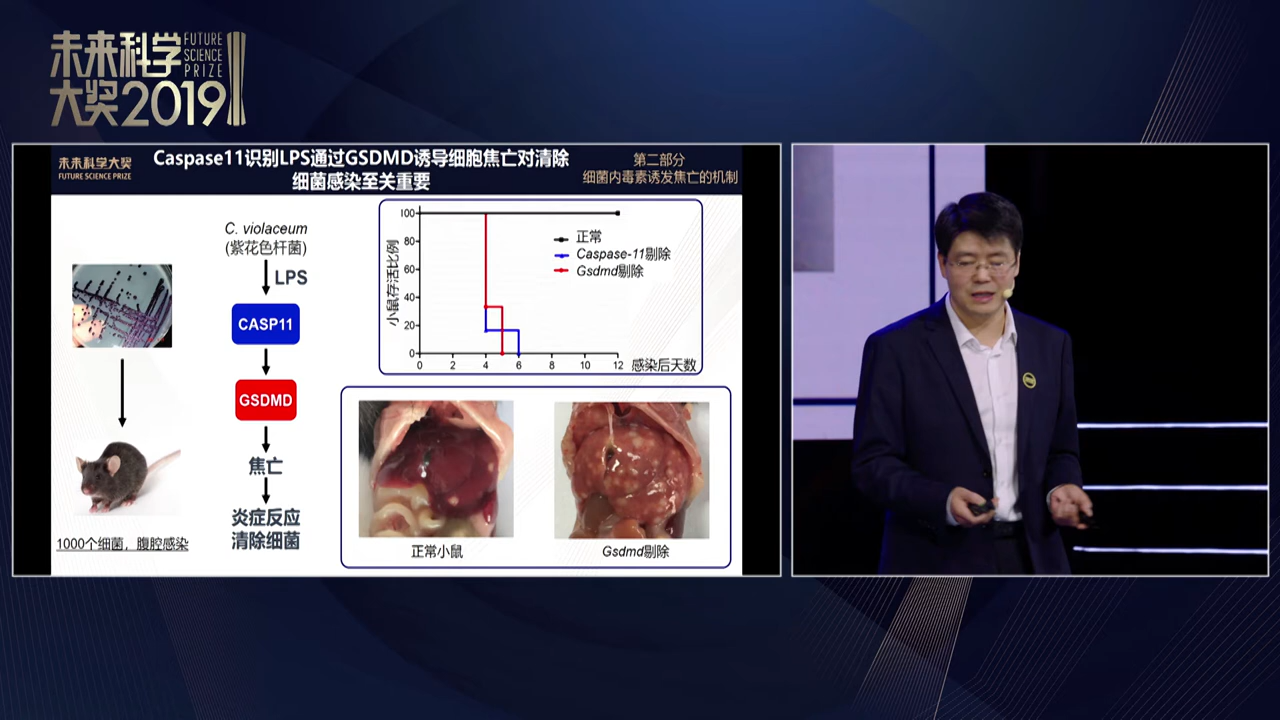 未来科学
大奖2019
FUTURE
SCIENCE
PRIZE
未来科学大奖
FUTURE SCIENCE PRIZE
Caspase11识别LPS通过GSDMD诱导细胞焦亡对清除
细菌感染至关重要
第二部分
细菌内毒素诱发焦亡的机制
C. violaceum
(紫花色杆菌)
LPS
CASP11
GSDMD
焦亡
炎症反应
清除细菌
1000个细菌，腹腔感染
小鼠存活比例
100
80
60
40
20
0
0 2 4 6 8 10 12
感染后天数
正常
Caspase-11剔除
Gsdmd剔除
正常小鼠
Gsdmd剔除